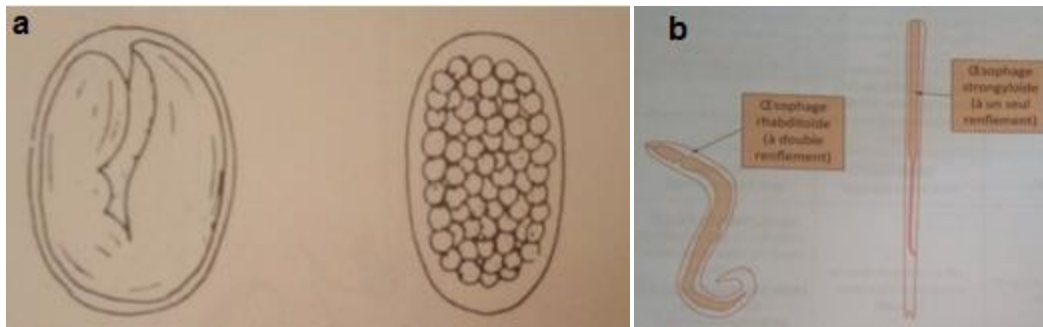 a
b
Œsophage
rhabditoïde
(à double
renflement)
Œsophage
strongyloïde
(à un seul
renflement)